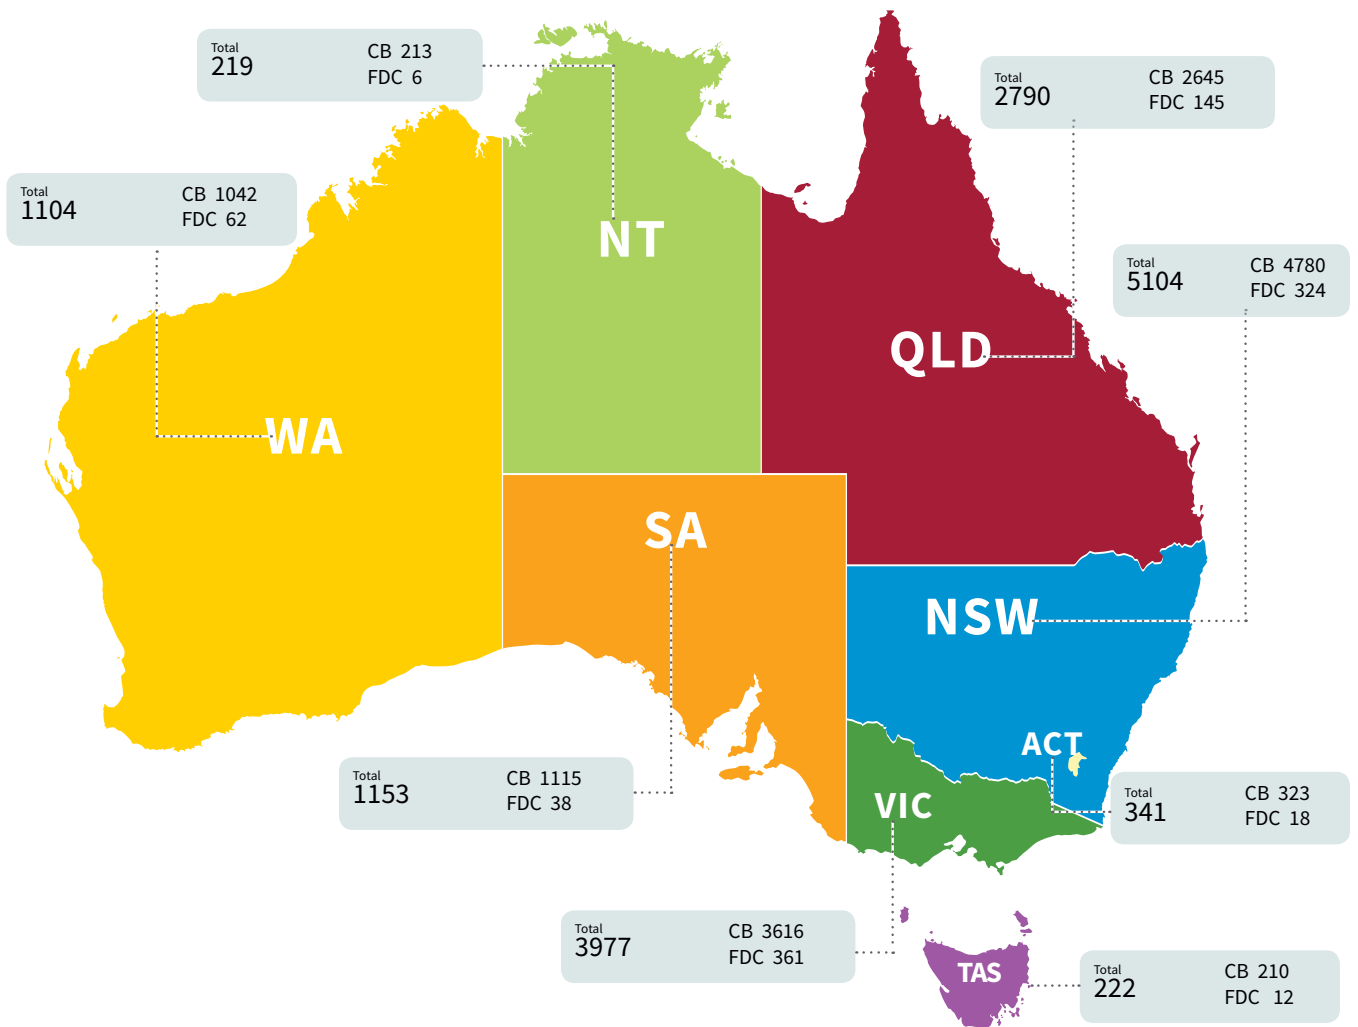 Total
219
CB 213
FDC 6
Total
2790
CB 2645
FDC 145
Total
1104
CB 1042
FDC 62
NT
Total
5104
CB 4780
FDC 324
QLD
WA
SA
NSW
ACT
Total
1153
CB 1115
FDC 38
VIC
Total
341
CB 323
FDC 18
Total
3977
CB 3616
FDC 361
TAS
Total
222
CB 210
FDC 12